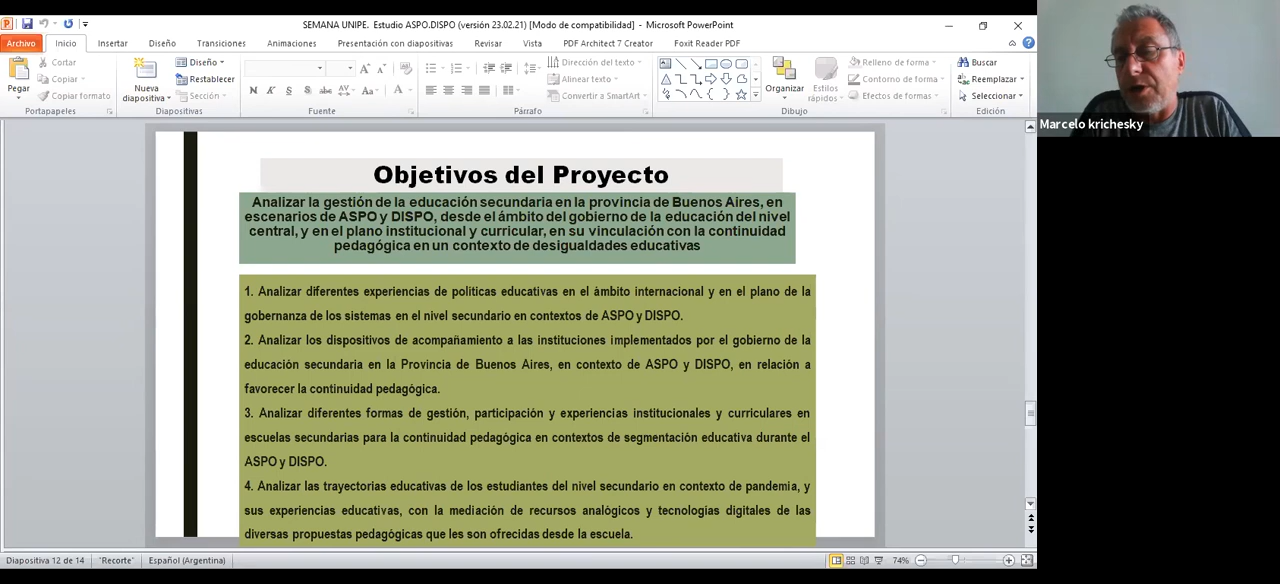 SEMANA UNIPE. Estudio ASPO.DISPO (versión 23.02.21) [Modo de compatibilidad] - Microsoft PowerPoint
Archivo Inicio Insertar Diseño Transiciones Animaciones Presentación con diapositivas Revisar Vista PDF Architect 7 Creator Foxit Reader PDF
Pegar
Cortar
Copiar
Copiar formato
Portapapeles
Nueva
diapositiva
Diseño
Restablecer
Sección
Diapositivas
N K S S abc AV Aa A
Fuente
Dirección del texto
Alinear texto
Convertir a SmartArt
Párrafo
Organizar
Estilos
rápidos
Relleno de forma
Contorno de forma
Efectos de formas
Dibujo
Buscar
Reemplazar
Seleccionar
Edición
Marcelo krichesky
Objetivos del Proyecto
Analizar la gestión de la educación secundaria en la provincia de Buenos Aires, en
escenarios de ASPO y DISPO, desde el ámbito del gobierno de la educación del nivel
central, y en el plano institucional y curricular, en su vinculación con la continuidad
pedagógica en un contexto de desigualdades educativas
1. Analizar diferentes experiencias de políticas educativas en el ámbito internacional y en el plano de la
gobernanza de los sistemas en el nivel secundario en contextos de ASPO y DISPO.
2. Analizar los dispositivos de acompañamiento a las instituciones implementados por el gobierno de la
educación secundaria en la Provincia de Buenos Aires, en contexto de ASPO y DISPO, en relación a
favorecer la continuidad pedagógica.
3. Analizar diferentes formas de gestión, participación y experiencias institucionales y curriculares en
escuelas secundarias para la continuidad pedagógica en contextos de segmentación educativa durante el
ASPO y DISPO.
4. Analizar las trayectorias educativas de los estudiantes del nivel secundario en contexto de pandemia, y
sus experiencias educativas, con la mediación de recursos analógicos y tecnologías digitales de las
diversas propuestas pedagógicas que les son ofrecidas desde la escuela.
Diapositiva 12 de 14 "Recorte" Español (Argentina) 74%